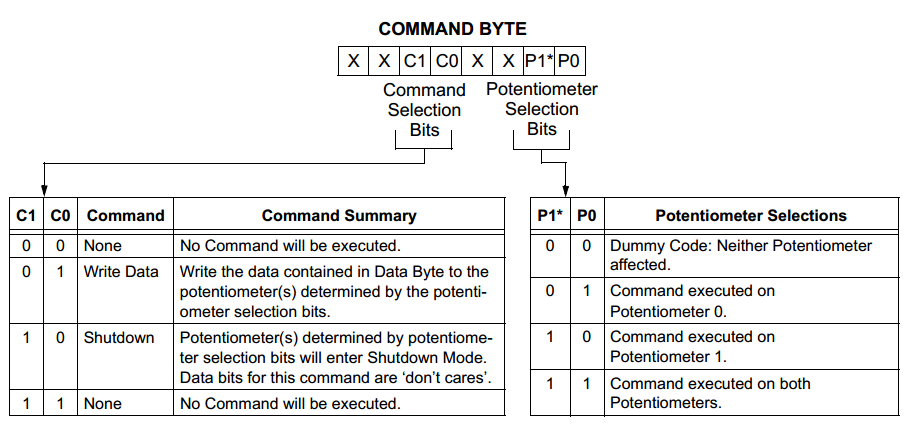 COMMAND BYTE
X X C1 C0 X X P1* P0
Command Selection Bits
Potentiometer Selection Bits
C1 C0 Command Command Summary
0 0 None No Command will be executed.
0 1 Write Data Write the data contained in Data Byte to the
potentiometer(s) determined by the potenti-
ometer selection bits.
1 0 Shutdown Potentiometer(s) determined by potentiome-
ter selection bits will enter Shutdown Mode.
Data bits for this command are ‘don’t cares’.
1 1 None No Command will be executed.
P1* P0 Potentiometer Selections
0 0 Dummy Code: Neither Potentiometer
affected.
0 1 Command executed on
Potentiometer 0.
1 0 Command executed on
Potentiometer 1.
1 1 Command executed on both
Potentiometers.